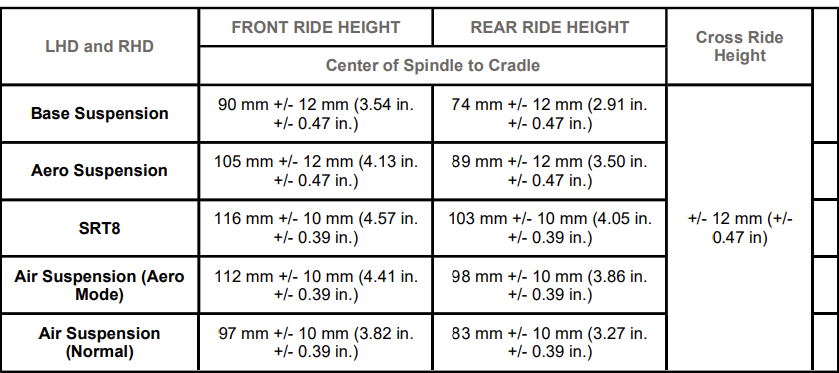 LHD and RHD
FRONT RIDE HEIGHT
REAR RIDE HEIGHT
Cross Ride
Height
Center of Spindle to Cradle
Base Suspension
90 mm +/- 12 mm (3.54 in.
+/- 0.47 in.)
74 mm +/- 12 mm (2.91 in.
+/- 0.47 in.)
Aero Suspension
105 mm +/- 12 mm (4.13 in.
+/- 0.47 in.)
89 mm +/- 12 mm (3.50 in.
+/- 0.47 in.)
SRT8
116 mm +/- 10 mm (4.57 in.
+/- 0.39 in.)
103 mm +/- 10 mm (4.05 in.
+/- 0.39 in.)
+/- 12 mm (+/-
0.47 in)
Air Suspension (Aero
Mode)
112 mm +/- 10 mm (4.41 in.
+/- 0.39 in.)
98 mm +/- 10 mm (3.86 in.
+/- 0.39 in.)
Air Suspension
(Normal)
97 mm +/- 10 mm (3.82 in.
+/- 0.39 in.)
83 mm +/- 10 mm (3.27 in.
+/- 0.39 in.)